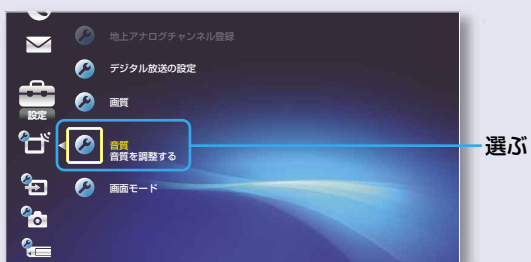 地上アナログチャンネル登録
デジタル放送の設定
設定
画質
音質
音質を調整する
選ぶ
画面モード